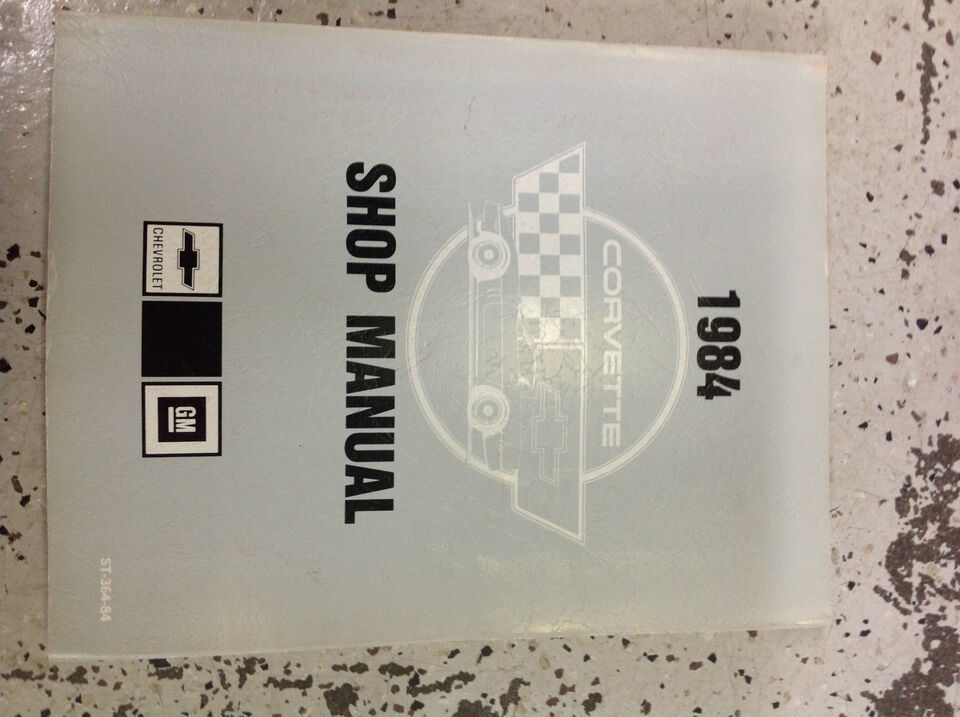 1984
CORVETTE
SHOP MANUAL
CHEVROLET
GM
ST-364-84